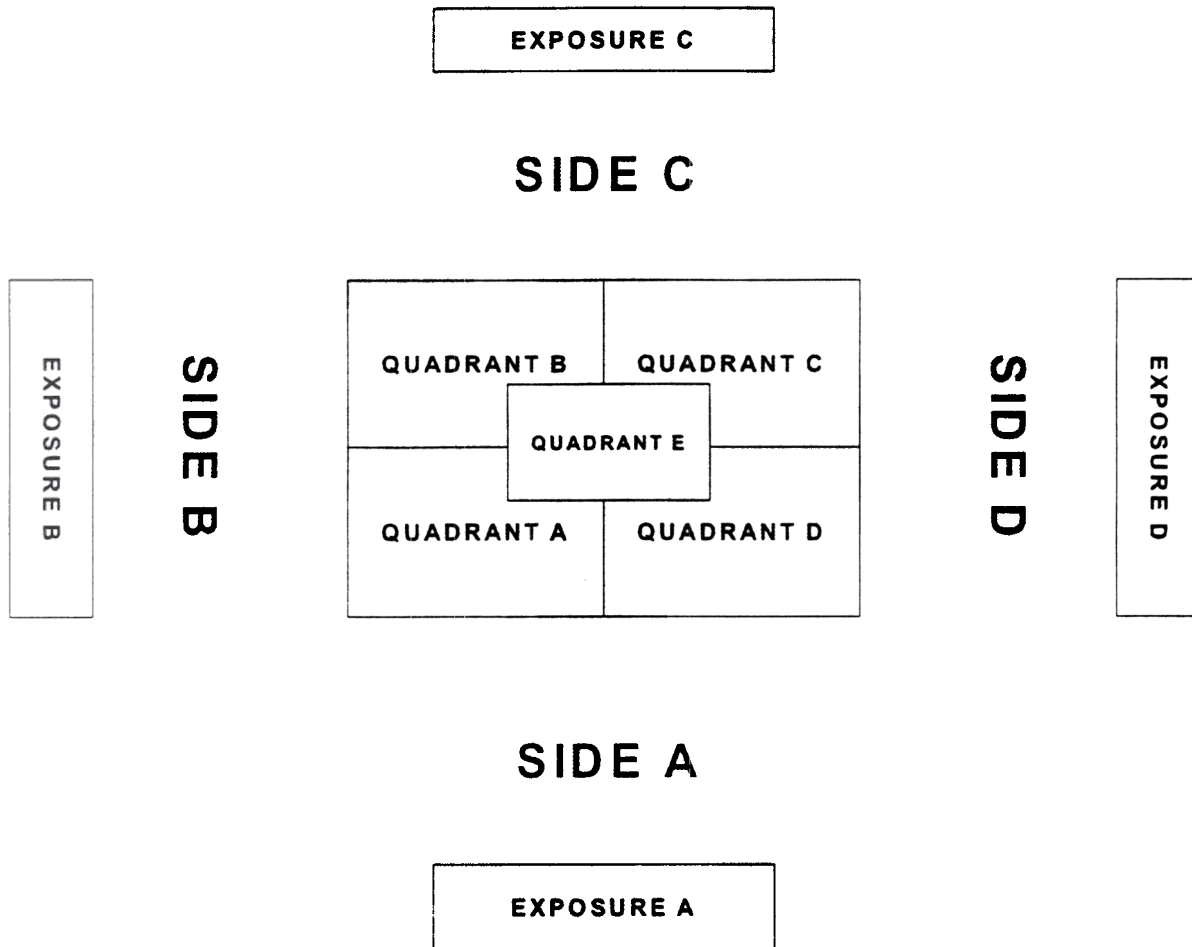 EXPOSURE C
SIDE C
EXPOSURE B
SIDE B
QUADRANT B
QUADRANT C
QUADRANT E
QUADRANT A
QUADRANT D
SIDE D
EXPOSURE D
SIDE A
EXPOSURE A